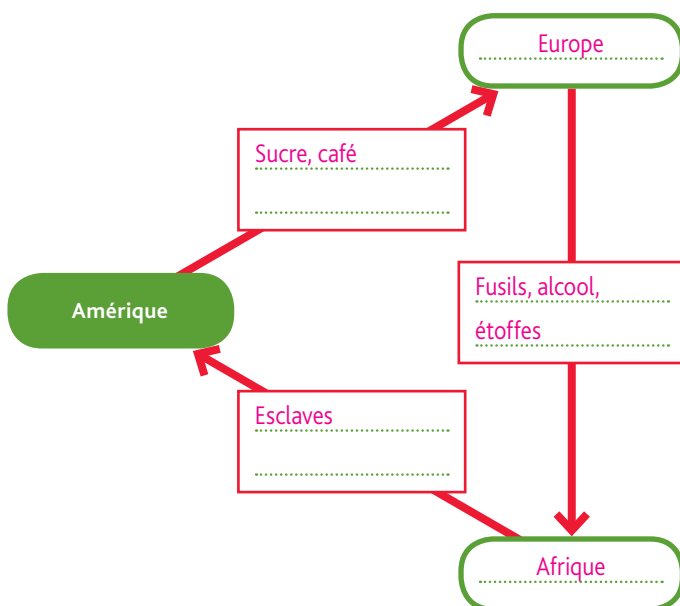 Europe
Sucre, café
Amérique
Fusils, alcool,
étoffes
Esclaves
Afrique